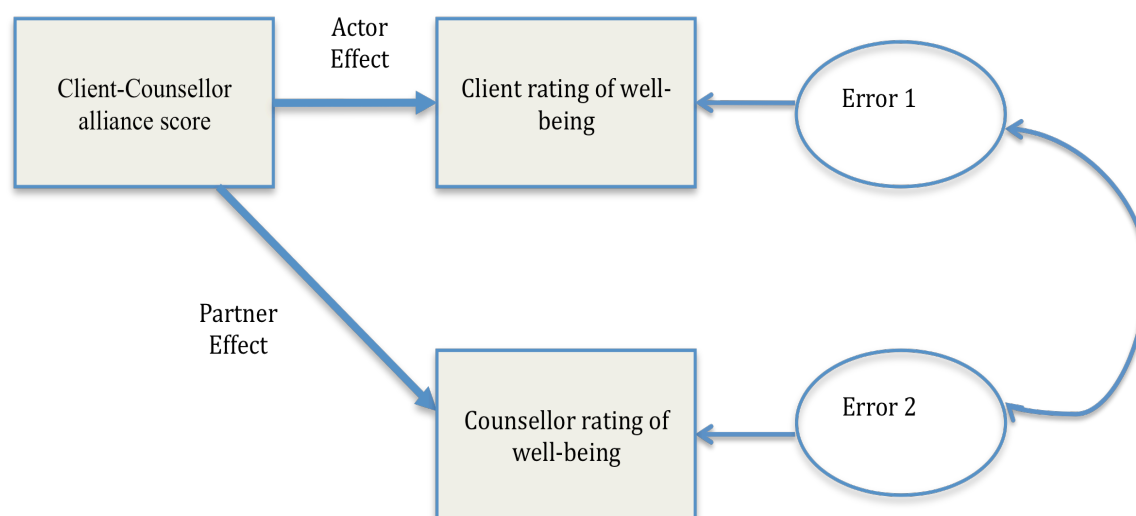 Actor
Effect
Client-Counsellor
alliance score
Client rating of well-
being
Error 1
Partner
Effect
Counsellor rating of
well-being
Error 2